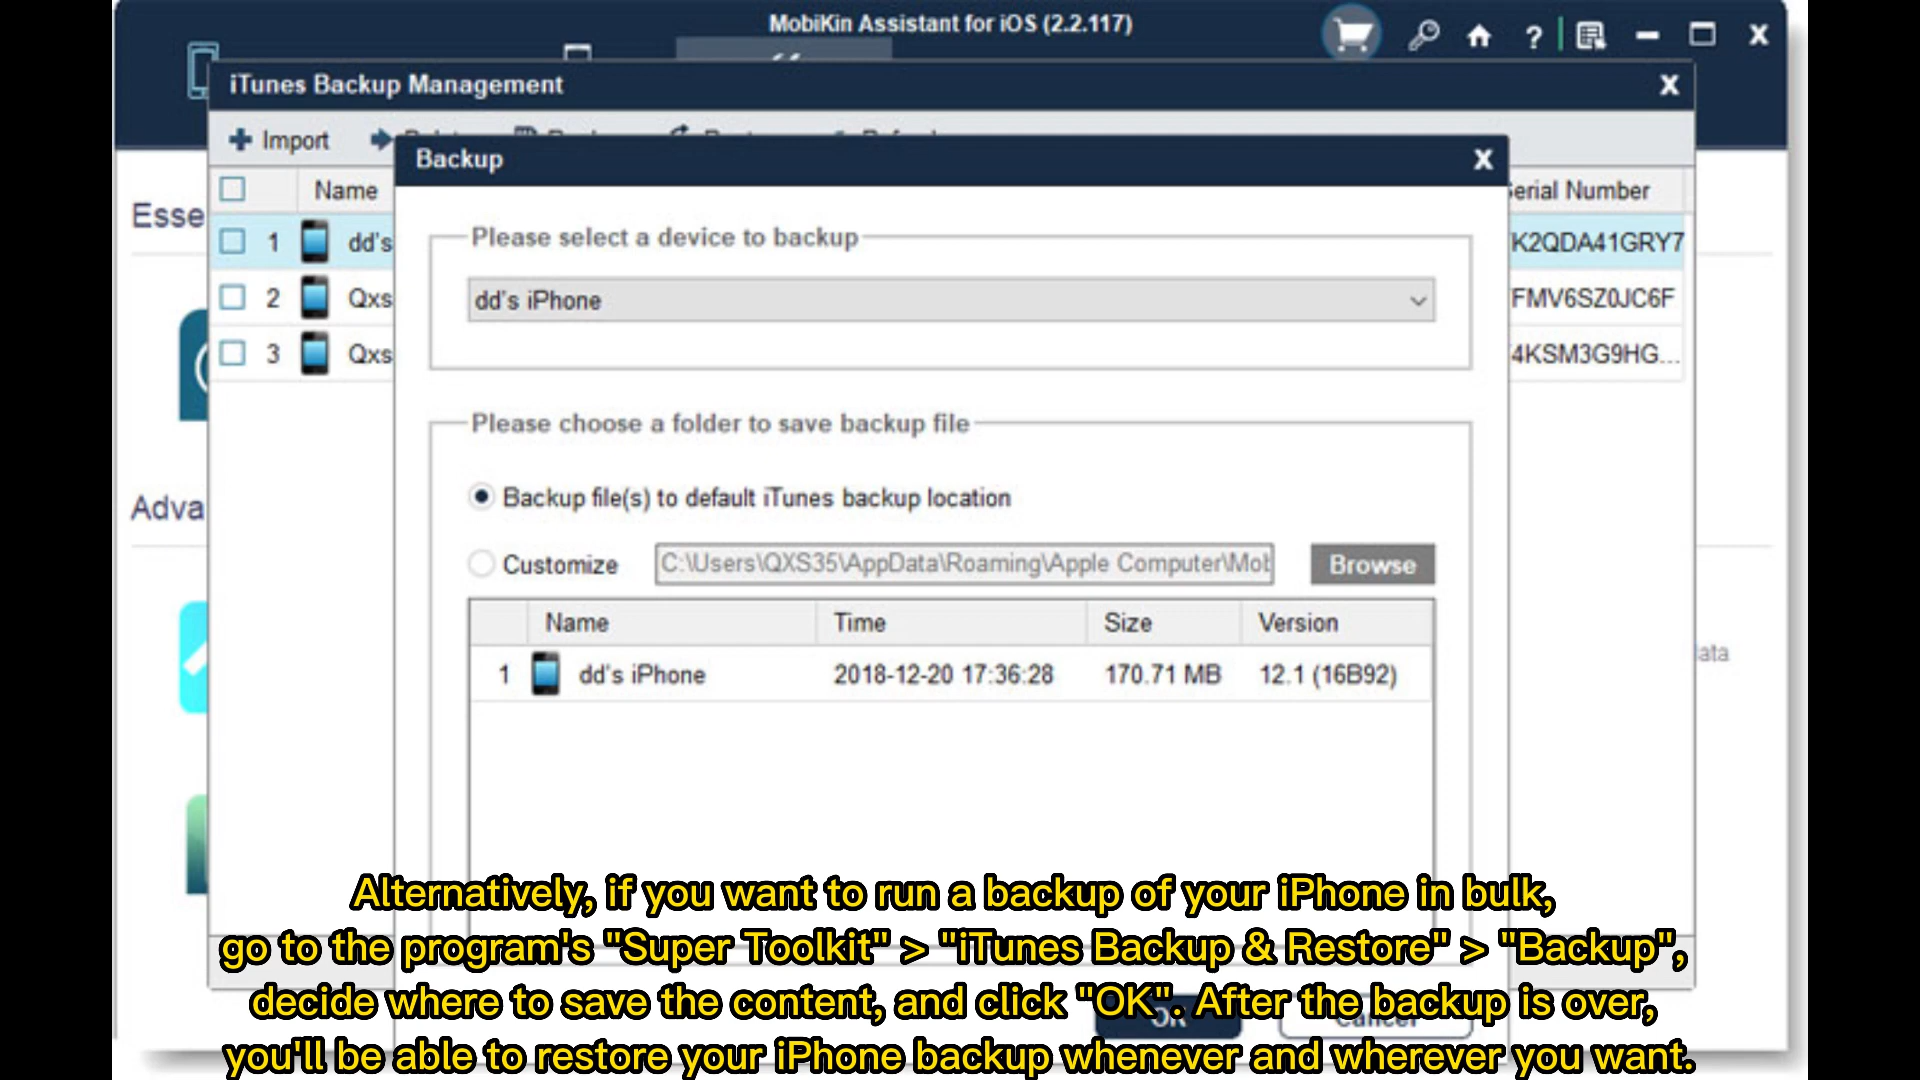 MobiKin Assistant for iOS (2.2.117)
?
iTunes Backup Management
X
Import
Backup
X
Name
Serial Number
Esse
1 dd's
K2QDA41GRY7
2 Qxs
FMV6SZ0JC6F
3 Qxs
4KSM3G9HG...
Please select a device to backup
dd's iPhone
Please choose a folder to save backup file
Adva
Backup file(s) to default iTunes backup location
Customize
C:\Users\QXS35\AppData\Roaming\Apple Computer\Mob
Browse
Name Time Size Version
1 dd's iPhone 2018-12-20 17:36:28 170.71 MB 12.1 (16B92)
data
Alternatively, if you want to run a backup of your iPhone in bulk,
go to the program's "Super Toolkit" > "iTunes Backup & Restore" > "Backup",
decide where to save the content, and click "OK". After the backup is over,
OK Cancel
you'll be able to restore your iPhone backup whenever and wherever you want.